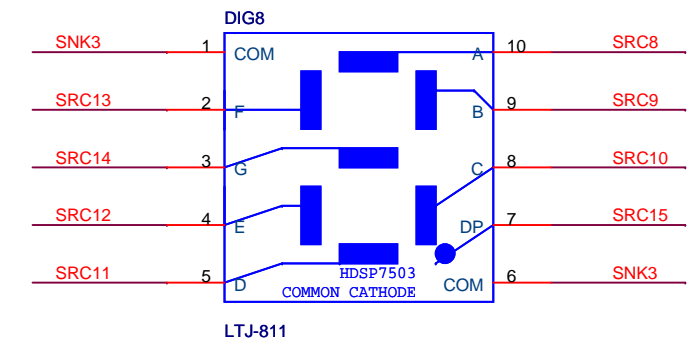 DIG8
SNK3 1 COM A 10 SRC8
SRC13 2 F B 9 SRC9
SRC14 3 G C 8 SRC10
SRC12 4 E DP 7 SRC15
SRC11 5 D COM 6 SNK3
HDSP7503
COMMON CATHODE
LTJ-811